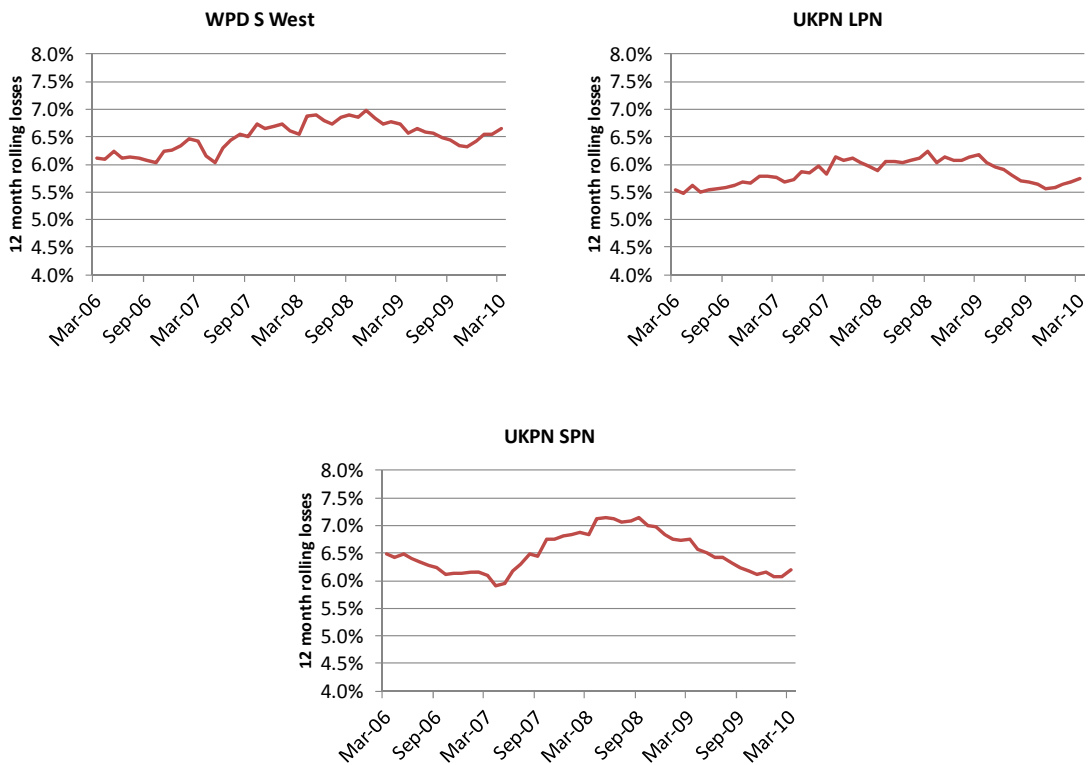 WPD S West
12 month rolling losses
8.0%
7.5%
7.0%
6.5%
6.0%
5.5%
5.0%
4.5%
4.0%
Mar-06
Sep-06
Mar-07
Sep-07
Mar-08
Sep-08
Mar-09
Sep-09
Mar-10
UKPN LPN
12 month rolling losses
8.0%
7.5%
7.0%
6.5%
6.0%
5.5%
5.0%
4.5%
4.0%
Mar-06
Sep-06
Mar-07
Sep-07
Mar-08
Sep-08
Mar-09
Sep-09
Mar-10
UKPN SPN
12 month rolling losses
8.0%
7.5%
7.0%
6.5%
6.0%
5.5%
5.0%
4.5%
4.0%
Mar-06
Sep-06
Mar-07
Sep-07
Mar-08
Sep-08
Mar-09
Sep-09
Mar-10